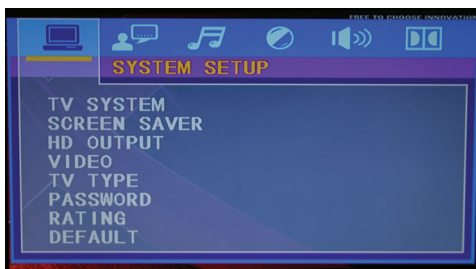 FREE TO CHOOSE INNOVATION
SYSTEM SETUP
TV SYSTEM
SCREEN SAVER
HD OUTPUT
VIDEO
TV TYPE
PASSWORD
RATING
DEFAULT